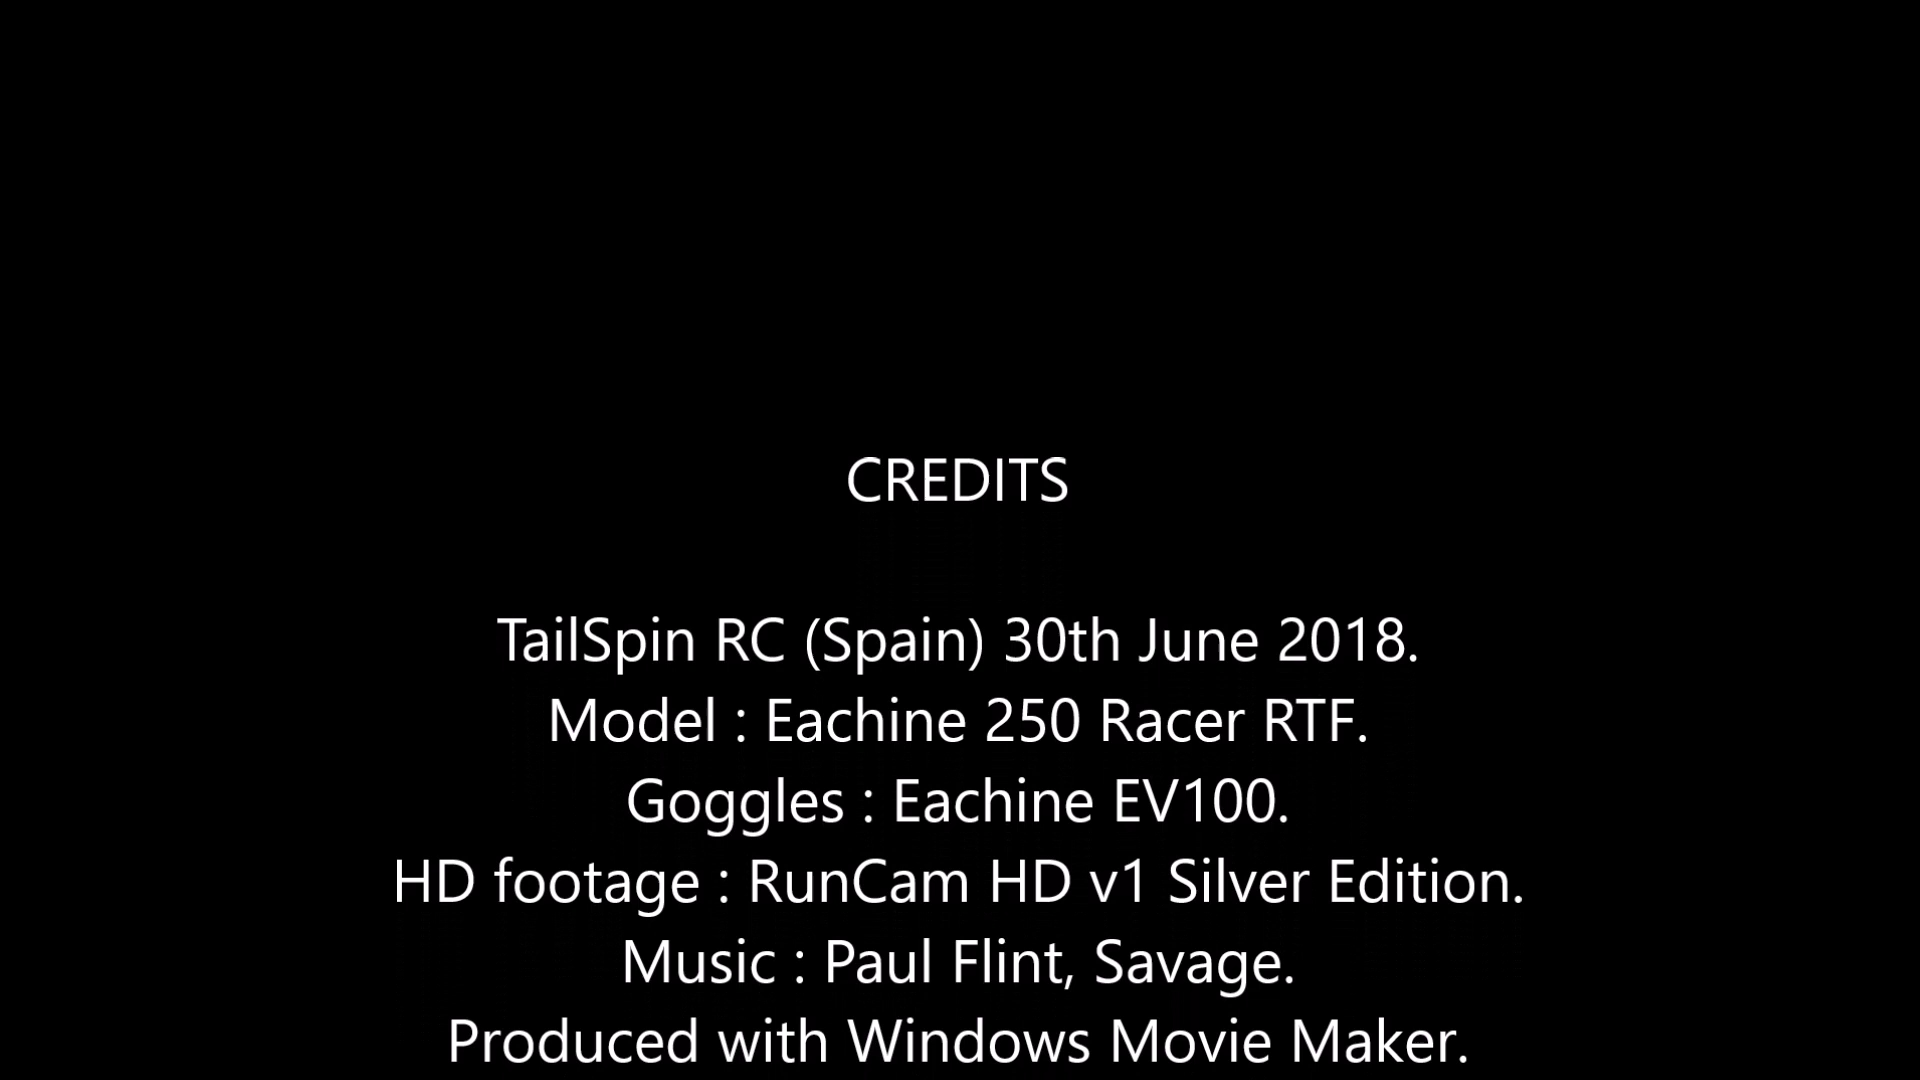 CREDITS
TailSpin RC (Spain) 30th June 2018.
Model : Eachine 250 Racer RTF.
Goggles : Eachine EV100.
HD footage : RunCam HD v1 Silver Edition.
Music : Paul Flint, Savage.
Produced with Windows Movie Maker.